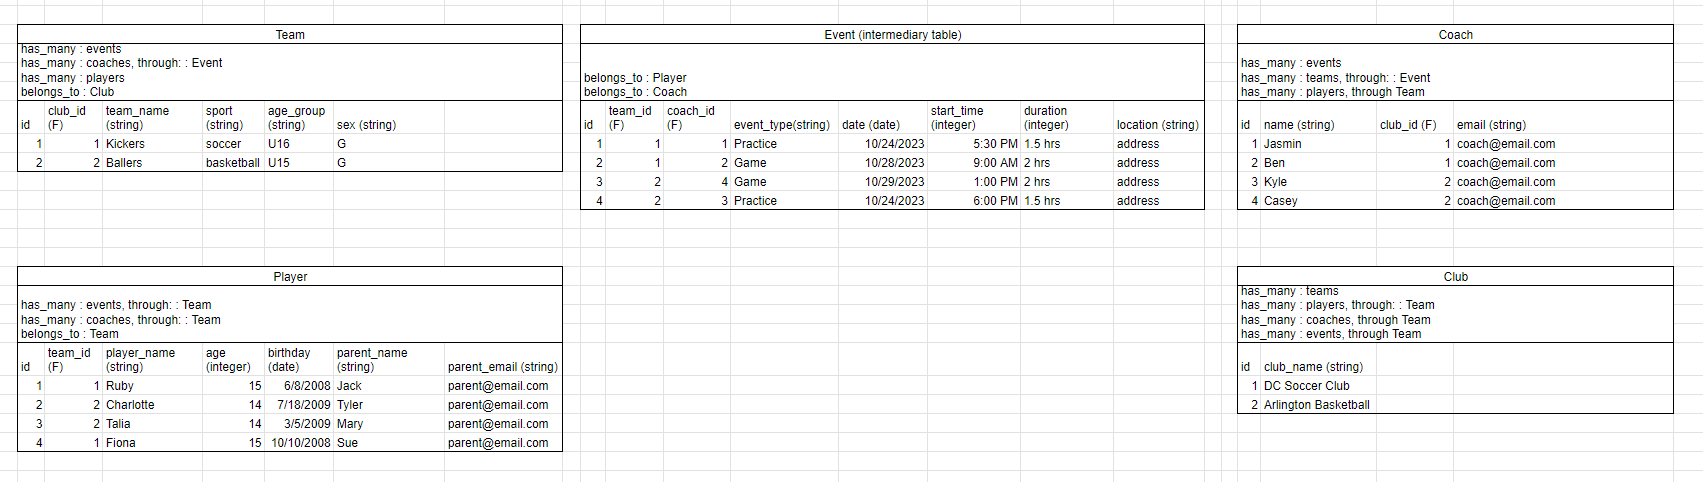 Team
has_many : events
has_many : coaches, through: : Event
has_many : players
belongs_to : Club
id club_id (F) team_name (string) sport (string) age_group (string) sex (string)
1 1 Kickers soccer U16 G
2 2 Ballers basketball U15 G
Event (intermediary table)
belongs_to : Player
belongs_to : Coach
id team_id (F) coach_id (F) event_type(string) date (date) start_time (integer) duration (integer) location (string)
1 1 1 Practice 10/24/2023 5:30 PM 1.5 hrs address
2 1 2 Game 10/28/2023 9:00 AM 2 hrs address
3 2 4 Game 10/29/2023 1:00 PM 2 hrs address
4 2 3 Practice 10/24/2023 6:00 PM 1.5 hrs address
Coach
has_many : events
has_many : teams, through: : Event
has_many : players, through Team
id name (string) club_id (F) email (string)
1 Jasmin 1 coach@email.com
2 Ben 1 coach@email.com
3 Kyle 2 coach@email.com
4 Casey 2 coach@email.com
Player
has_many : events, through: : Team
has_many : coaches, through: : Team
belongs_to : Team
id team_id (F) player_name (string) age (integer) birthday (date) parent_name (string) parent_email (string)
1 1 Ruby 15 6/8/2008 Jack parent@email.com
2 2 Charlotte 14 7/18/2009 Tyler parent@email.com
3 2 Talia 14 3/5/2009 Mary parent@email.com
4 1 Fiona 15 10/10/2008 Sue parent@email.com
Club
has_many : teams
has_many : players, through: : Team
has_many : coaches, through Team
has_many : events, through Team
id club_name (string)
1 DC Soccer Club
2 Arlington Basketball